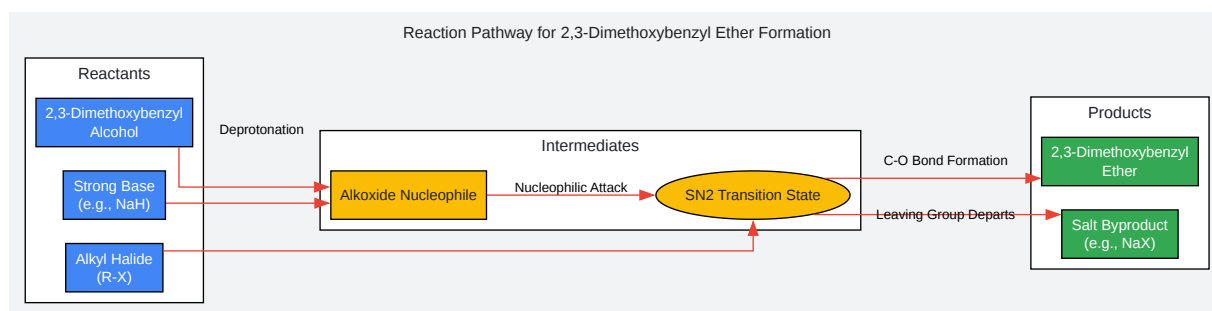 Reaction Pathway for 2,3-Dimethoxybenzyl Ether Formation
Reactants
2,3-Dimethoxybenzyl
Alcohol
Strong Base
(e.g., NaH)
Alkyl Halide
(R-X)
Deprotonation
Intermediates
Alkoxide Nucleophile
Nucleophilic Attack
SN2 Transition State
C-O Bond Formation
Leaving Group Departs
Products
2,3-Dimethoxybenzyl
Ether
Salt Byproduct
(e.g., NaX)